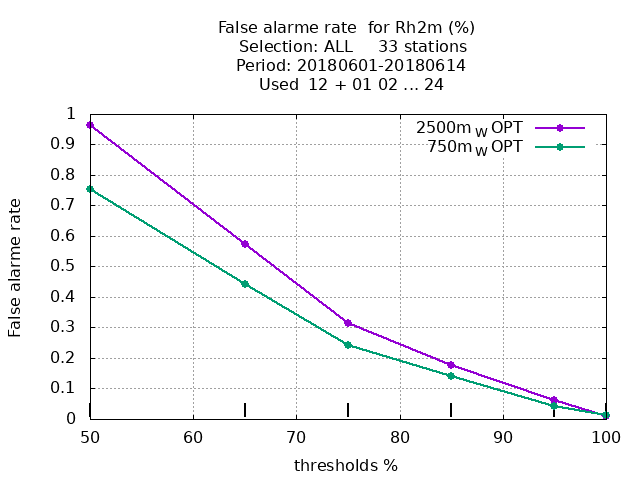 False alarme rate  for Rh2m (%)
Selection: ALL     33 stations
Period: 20180601-20180614
Used  12 + 01 02 ... 24
1
0.9
0.8
0.7
0.6
0.5
0.4
0.3
0.2
0.1
0
False alarme rate
2500m W OPT
750m W OPT
50 60 70 80 90 100
thresholds %